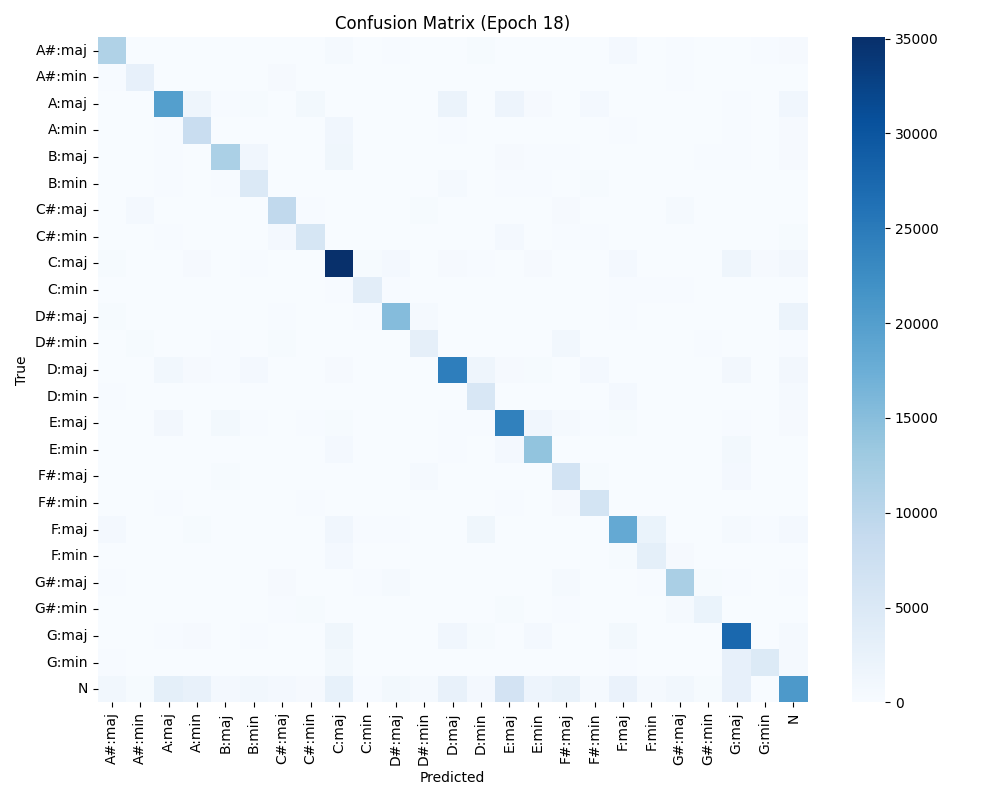 Confusion Matrix (Epoch 18)
True
A#:maj
A#:min
A:maj
A:min
B:maj
B:min
C#:maj
C#:min
C:maj
C:min
D#:maj
D#:min
D:maj
D:min
E:maj
E:min
F#:maj
F#:min
F:maj
F:min
G#:maj
G#:min
G:maj
G:min
N
A#:maj
A#:min
A:maj
A:min
B:maj
B:min
C#:maj
C#:min
C:maj
C:min
D#:maj
D#:min
D:maj
D:min
E:maj
E:min
F#:maj
F#:min
F:maj
F:min
G#:maj
G#:min
G:maj
G:min
N
Predicted
35000
30000
25000
20000
15000
10000
5000
0